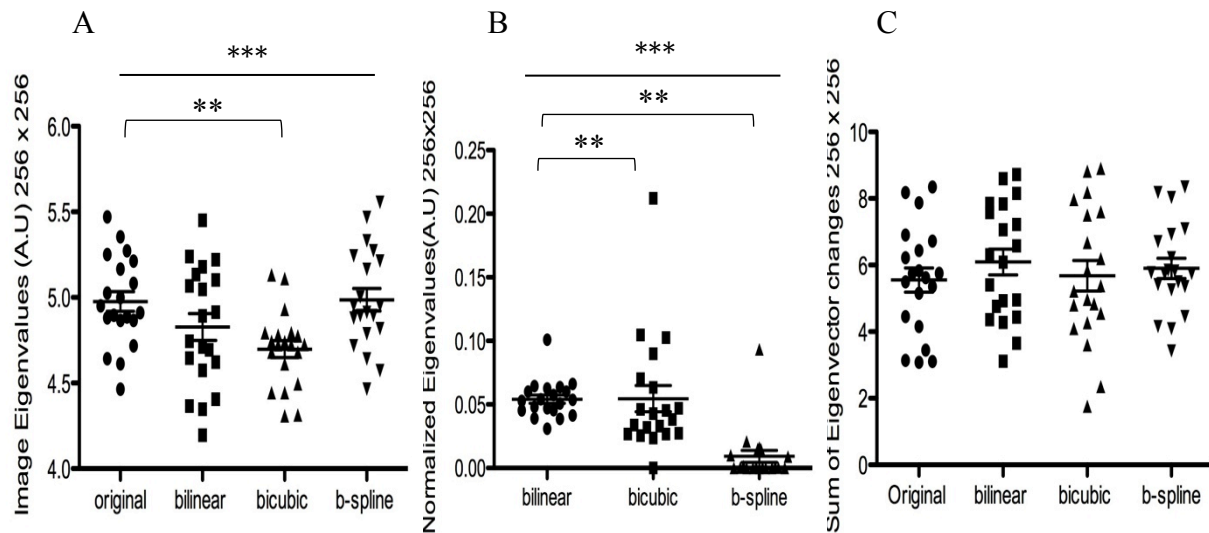 A
Image Eigenvalues (A.U) 256 x 256
***
**
6.0
5.5
5.0
4.5
4.0
original bilinear bicubic b-spline
B
Normalized Eigenvalues(A.U) 256x256
***
**
**
0.25
0.20
0.15
0.10
0.05
0.00
bilinear bicubic b-spline
C
Sum of Eigenvector changes 256 x 256
10
8
6
4
2
0
Original bilinear bicubic b-spline